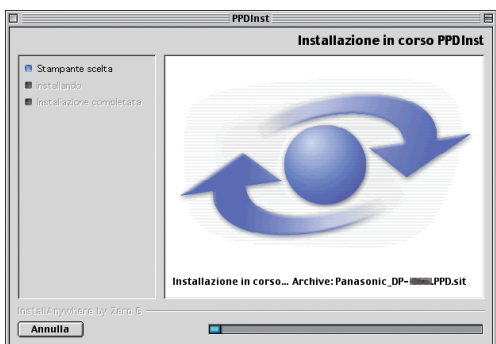 PPDInst
Installazione in corso PPDInst
Stampante scelta
installando
Installazione completata
Installazione in corso... Archive: Panasonic_DP- .PPD.sit
InstallAnywhere by Zero G
Annulla